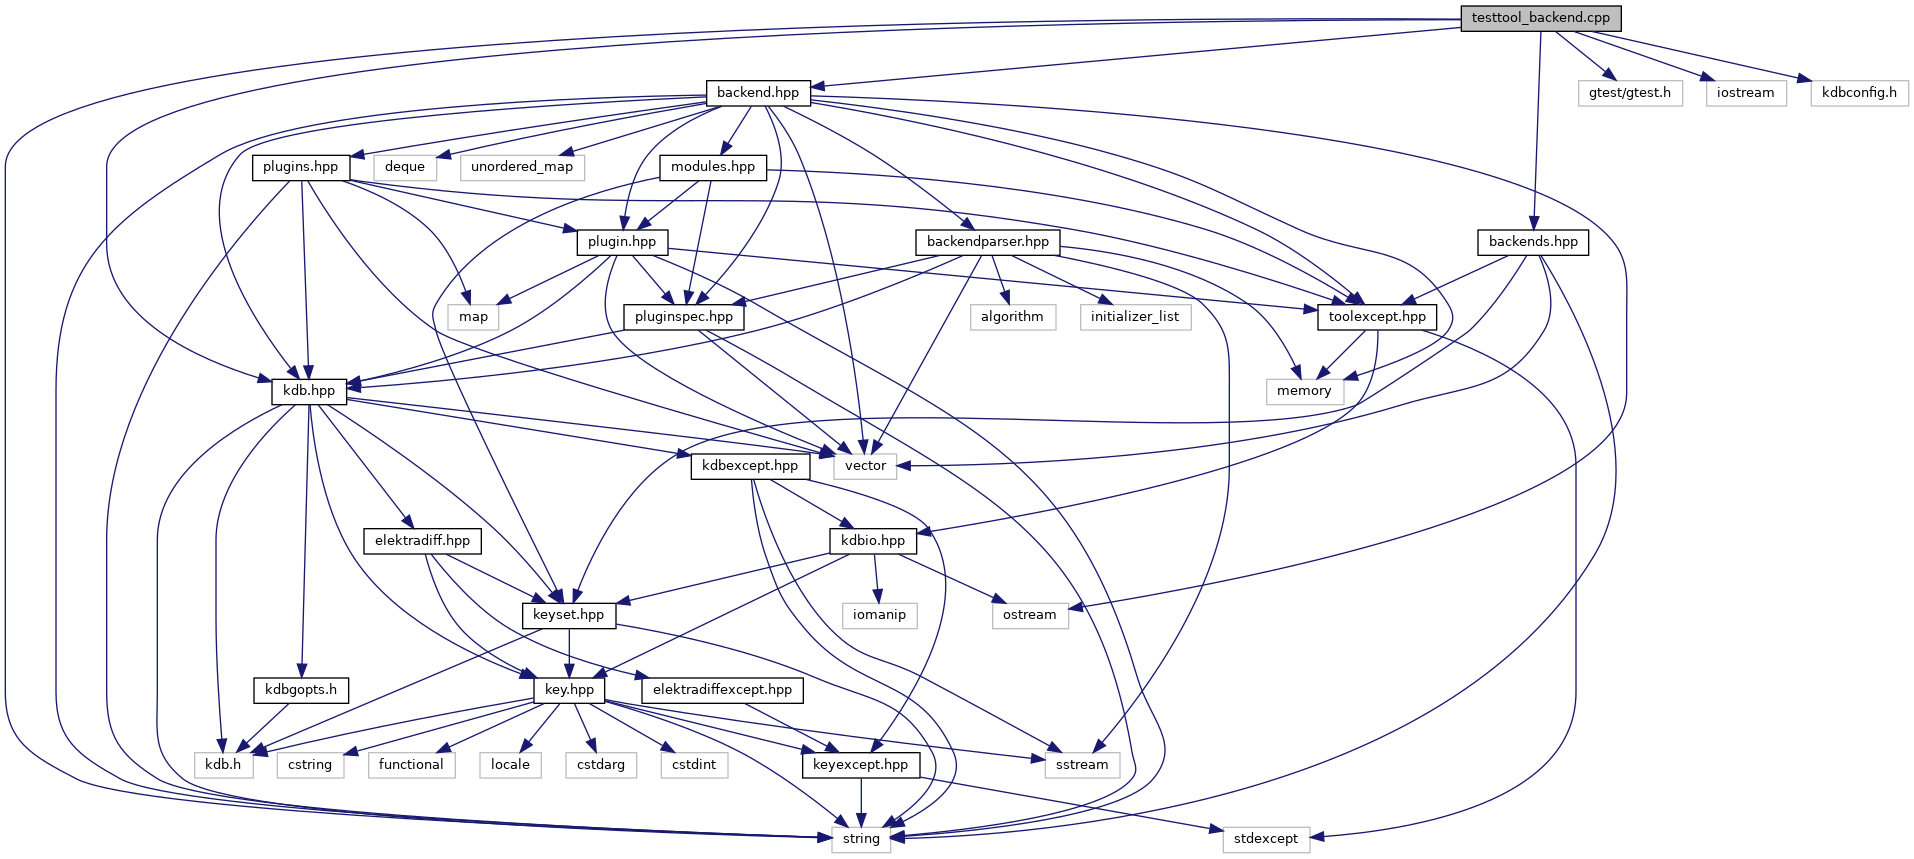 testtool_backend.cpp
backend.hpp
gtest/gtest.h
iostream
kdbconfig.h
plugins.hpp
deque
unordered_map
modules.hpp
plugin.hpp
backendparser.hpp
backends.hpp
map
pluginspec.hpp
algorithm
initializer_list
toolexcept.hpp
kdb.hpp
memory
kdbexcept.hpp
vector
elektradiff.hpp
kdbio.hpp
keyset.hpp
iomanip
ostream
kdbgopts.h
key.hpp
elektradiffexcept.hpp
kdb.h
cstring
functional
locale
cstdarg
cstdint
keyexcept.hpp
sstream
string
stdexcept